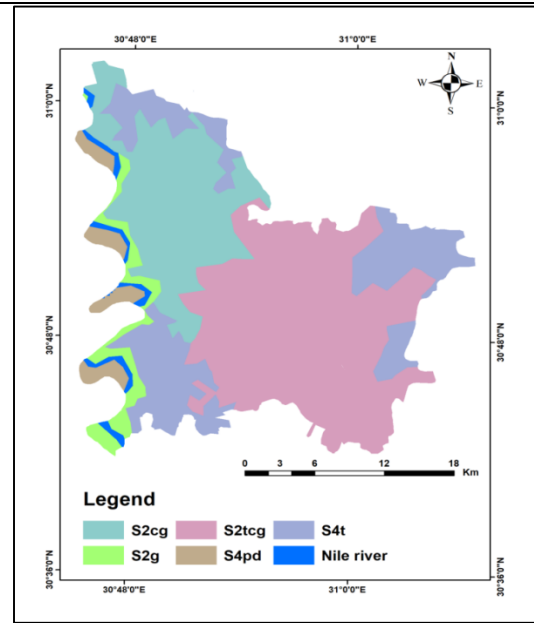 30°48'0"E 31°0'0"E
N
W E
S
31°0'0"N 31°0'0"N
30°48'0"N 30°48'0"N
0 3 6 12 18
Km
Legend
S2cg S2tcg S4t
S2g S4pd Nile river
30°36'0"N 30°36'0"N
30°48'0"E 31°0'0"E